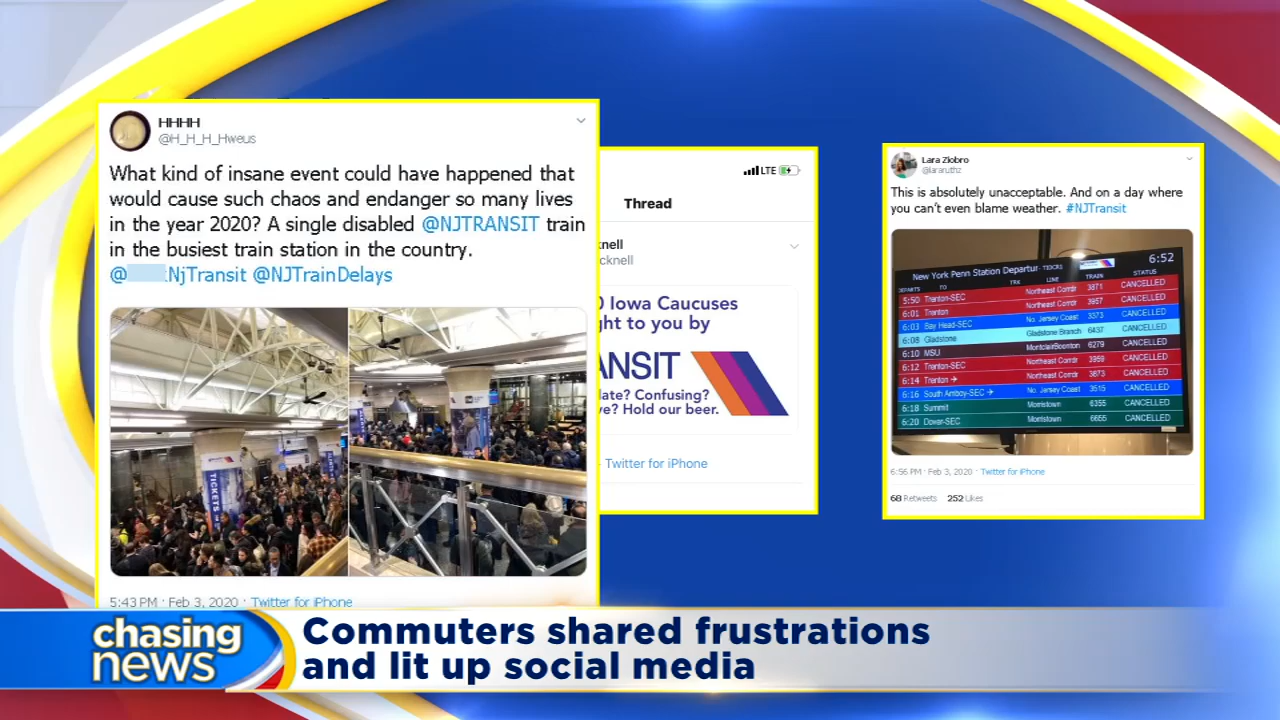 HHHH
@H_H_H_Hweus
What kind of insane event could have happened that
would cause such chaos and endanger so many lives
in the year 2020? A single disabled @NJTRANSIT train
in the busiest train station in the country.
@ NjTransit @NJTrainDelays
TICKETS
5:43 PM · Feb 3, 2020 · Twitter for iPhone
LTE
Thread
knell
cknell
0 Iowa Caucuses
ght to you by
ANSIT
late? Confusing?
ve? Hold our beer.
Twitter for iPhone
Lara Ziobro
@lararuthz
This is absolutely unacceptable. And on a day where
you can't even blame weather. #NJTransit
6:52
New York Penn Station Departur
DEPARTS TO TRK LINE TRAIN STATUS
5:50 Trenton-SEC Northeast Corrdr 3871 CANCELLED
6:01 Trenton Northeast Corrdr 3957 CANCELLED
6:03 Bay Head-SEC No. Jersey Coast 3373 CANCELLED
6:08 Gladstone Gladstone Branch 6437 CANCELLED
6:10 MSU MontclairBoonton 6279 CANCELLED
6:12 Trenton-SEC Northeast Corrdr 3959 CANCELLED
6:14 Trenton Northeast Corrdr 3873 CANCELLED
6:16 South Amboy-SEC No. Jersey Coast 3515 CANCELLED
6:18 Summit Morristown 6355 CANCELLED
6:20 Dover-SEC Morristown 6655 CANCELLED
6:56 PM · Feb 3, 2020 · Twitter for iPhone
68 Retweets 252 Likes
chasing
news
Commuters shared frustrations
and lit up social media